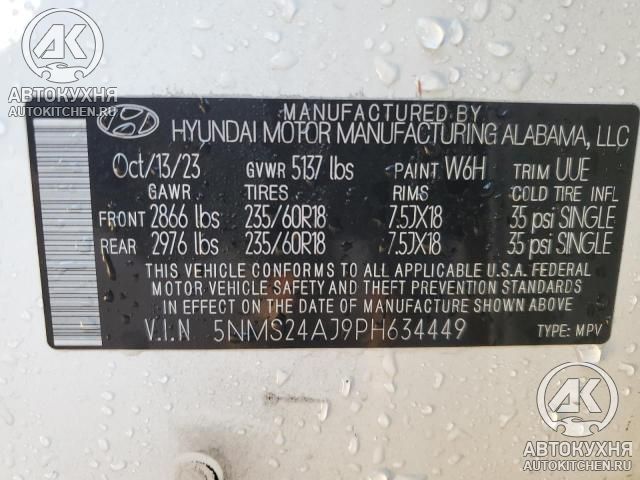 AK
АВТОКУХНЯ
AUTOKITCHEN.RU
MANUFACTURED BY
HYUNDAI MOTOR MANUFACTURING ALABAMA, LLC
Oct/13/23 GVWR 5137 lbs PAINT W6H TRIM UUE
GAWR TIRES RIMS COLD TIRE INFL
FRONT 2866 lbs 235/60R18 7.5JX18 35 psi SINGLE
REAR 2976 lbs 235/60R18 7.5JX18 35 psi SINGLE
THIS VEHICLE CONFORMS TO ALL APPLICABLE U.S.A. FEDERAL
MOTOR VEHICLE SAFETY AND THEFT PREVENTION STANDARDS
IN EFFECT ON THE DATE OF MANUFACTURE SHOWN ABOVE.
V.I.N 5NMS24AJ9PH634449 TYPE: MPV
AK
АВТОКУХНЯ
AUTOKITCHEN.RU